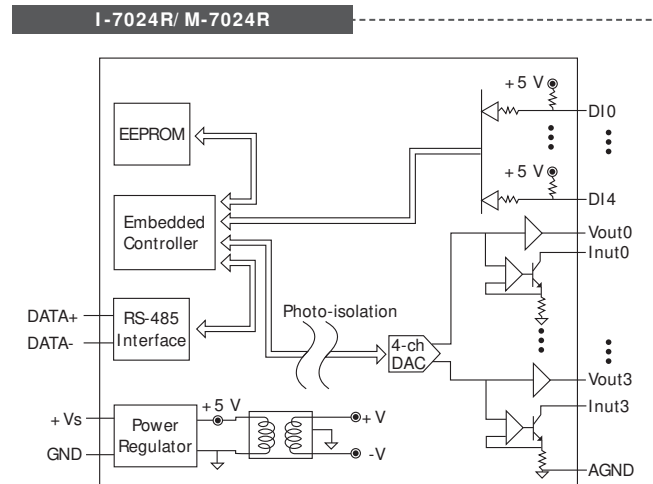 I-7024R/ M-7024R
+5 V
DI0
EEPROM
+5 V
DI4
Embedded
Controller
Vout0
Inut0
DATA+
DATA-
RS-485
Interface
Photo-isolation
4-ch
DAC
Vout3
Inut3
+Vs
GND
Power
Regulator
+5 V
+V
-V
AGND